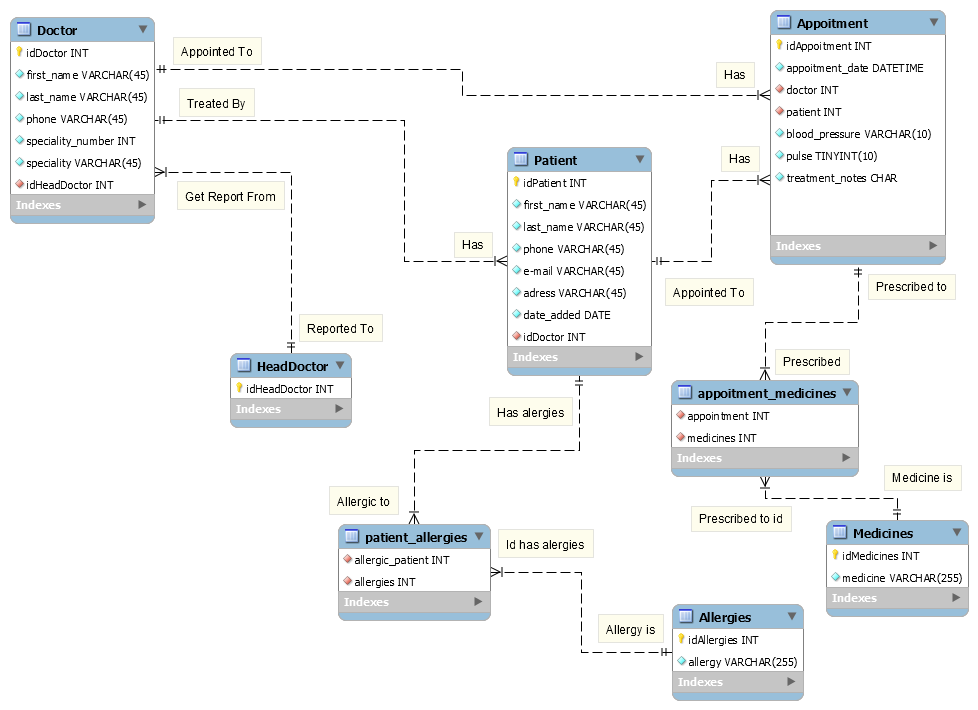 Doctor
idDoctor INT
first_name VARCHAR(45)
last_name VARCHAR(45)
phone VARCHAR(45)
speciality_number INT
speciality VARCHAR(45)
idHeadDoctor INT
Indexes
Appointed To
Treated By
Get Report From
Has
Has
Has
Appoitment
idAppoitment INT
appoitment_date DATETIME
doctor INT
patient INT
blood_pressure VARCHAR(10)
pulse TINYINT(10)
treatment_notes CHAR
Indexes
Patient
idPatient INT
first_name VARCHAR(45)
last_name VARCHAR(45)
phone VARCHAR(45)
e-mail VARCHAR(45)
adress VARCHAR(45)
date_added DATE
idDoctor INT
Indexes
Appointed To
Prescribed to
Reported To
HeadDoctor
idHeadDoctor INT
Indexes
Prescribed
appoitment_medicines
appointment INT
medicines INT
Indexes
Has alergies
Allergic to
Medicine is
Prescribed to id
Medicines
idMedicines INT
medicine VARCHAR(255)
Indexes
patient_allergies
allergic_patient INT
allergies INT
Indexes
Id has alergies
Allergy is
Allergies
idAllergies INT
allergy VARCHAR(255)
Indexes